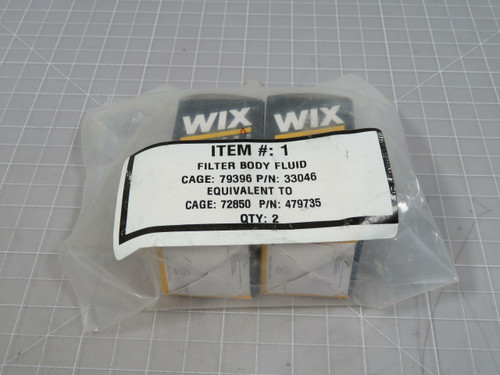 WIX WIX
ITEM #: 1
FILTER BODY FLUID
CAGE: 79396 P/N: 33046
EQUIVALENT TO
CAGE: 72850 P/N: 479735
QTY: 2